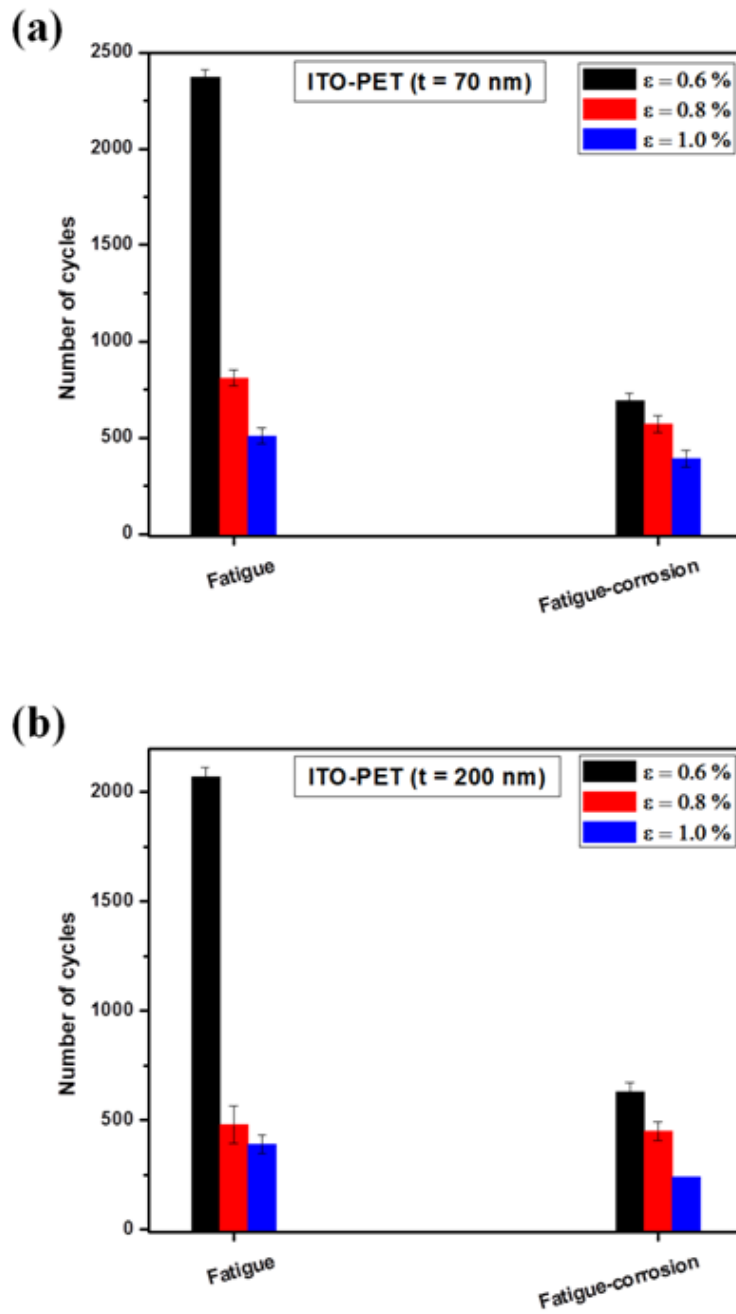 (a)
2500
2000
1500
1000
500
0
Number of cycles
ITO-PET (t = 70 nm)
ε = 0.6 %
ε = 0.8 %
ε = 1.0 %
Fatigue
Fatigue-corrosion
(b)
2000
1500
1000
500
0
Number of cycles
ITO-PET (t = 200 nm)
ε = 0.6 %
ε = 0.8 %
ε = 1.0 %
Fatigue
Fatigue-corrosion